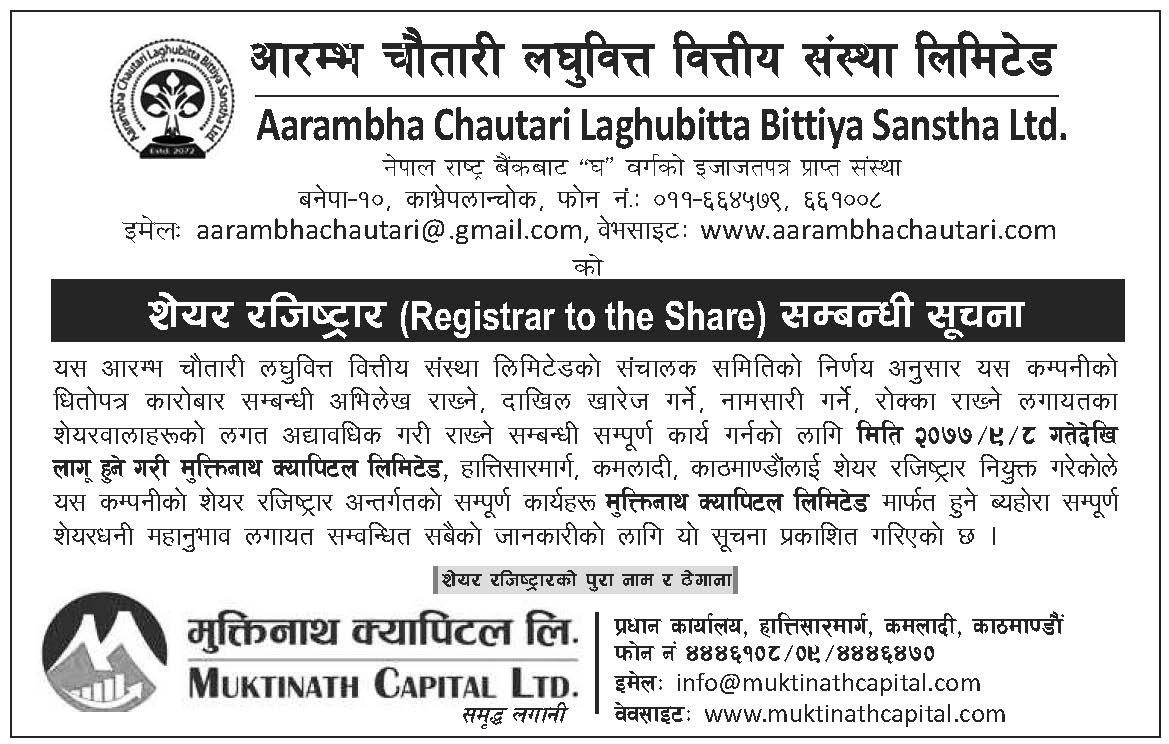 Aarambha Chautari Laghubitta Bittiya Sanstha Ltd.
Estd. 2072
आरम्भ चौतारी लघुवित्त वित्तीय संस्था लिमिटेड
Aarambha Chautari Laghubitta Bittiya Sanstha Ltd.
नेपाल राष्ट्र बैंकबाट “घ” वर्गको इजाजतपत्र प्राप्त संस्था
बनेपा-१०, काभ्रेपलान्चोक, फोन नं.: ०११-६६४५७९, ६६१००८
इमेलः aarambhachautari@.gmail.com, वेभसाइटः www.aarambhachautari.com
को
शेयर रजिष्ट्रार (Registrar to the Share) सम्बन्धी सूचना
यस आरम्भ चौतारी लघुवित्त वित्तीय संस्था लिमिटेडको संचालक समितिको निर्णय अनुसार यस कम्पनीको
धितोपत्र कारोबार सम्बन्धी अभिलेख राख्ने, दाखिल खारेज गर्ने, नामसारी गर्ने, रोक्का राख्ने लगायतका
शेयरवालाहरूको लगत अद्यावधिक गरी राख्ने सम्बन्धी सम्पूर्ण कार्य गर्नको लागि मिति २०७७/९/८ गतेदेखि
लागू हुने गरी मुक्तिनाथ क्यापिटल लिमिटेड, हात्तिसारमार्ग, कमलादी, काठमाण्डौंलाई शेयर रजिष्ट्रार नियुक्त गरेकोले
यस कम्पनीको शेयर रजिष्ट्रार अन्तर्गतको सम्पूर्ण कार्यहरू मुक्तिनाथ क्यापिटल लिमिटेड मार्फत हुने ब्यहोरा सम्पूर्ण
शेयरधनी महानुभाव लगायत सम्वन्धित सबैको जानकारीको लागि यो सूचना प्रकाशित गरिएको छ ।
शेयर रजिष्ट्रारको पुरा नाम र ठेगाना
मुक्तिनाथ क्यापिटल लि.
MUKTINATH CAPITAL LTD.
समृद्ध लगानी
प्रधान कार्यालय, हात्तिसारमार्ग, कमलादी, काठमाण्डौं
फोन नं ४४४६१०८/०९/४४४६४७०
इमेलः info@muktinathcapital.com
वेवसाइटः www.muktinathcapital.com